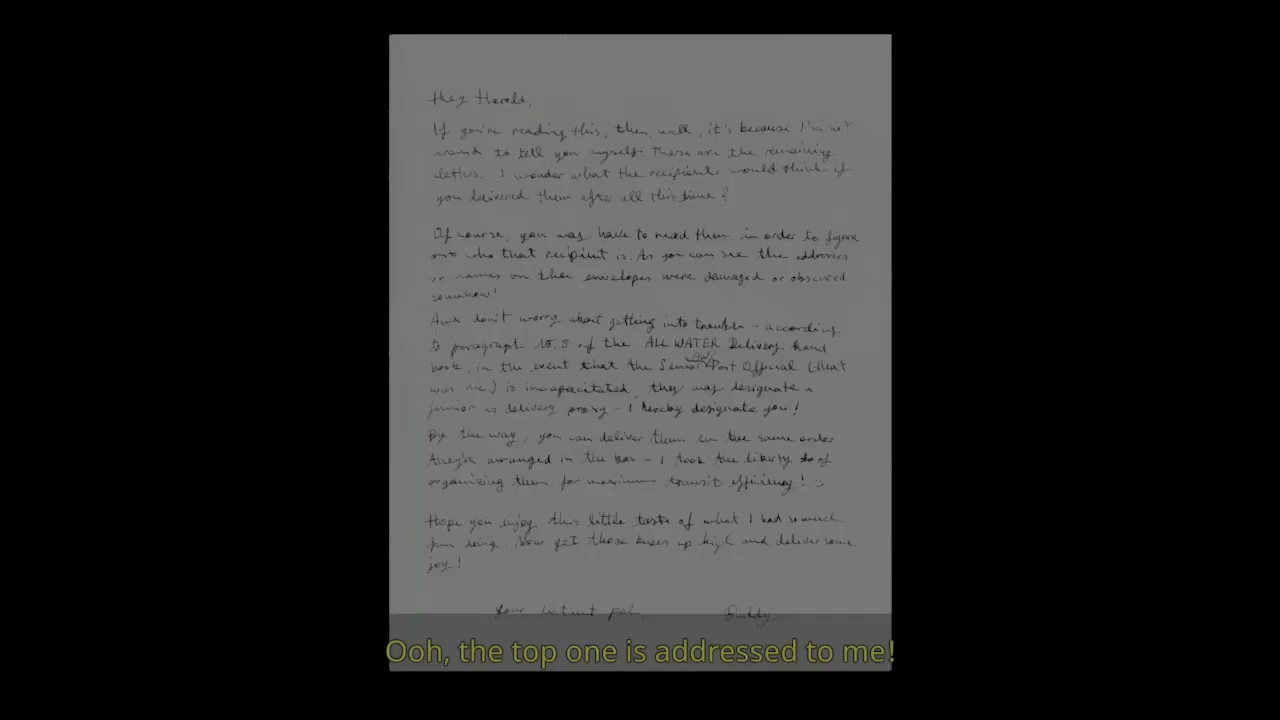 Hey Harold,
If you're reading this, then, well, it's because I'm not
around to tell you myself. These are the remaining
letters. I wonder what the recipients would think if
you delivered them after all this time?
Of course, you may have to read them in order to figure
out who that recipient is. As you can see the addresses
or names on the envelopes were damaged or obscured
somehow!
And don't worry about getting into trouble - according
to paragraph 15.5 of the ALL WATER Delivery hand
book, in the event that the Senior AW Post Official (that
was me) is incapacitated, they may designate a
junior as delivery proxy - I hereby designate you!
By the way, you can deliver them in the same order
they're arranged in the box - I took the liberty of
organising them for maximum transit efficiency! :)
Hope you enjoy this little taste of what I had so much
fun doing. Now get those knees up high and deliver some
joy!
Your distant pal, Buddy
Ooh, the top one is addressed to me!